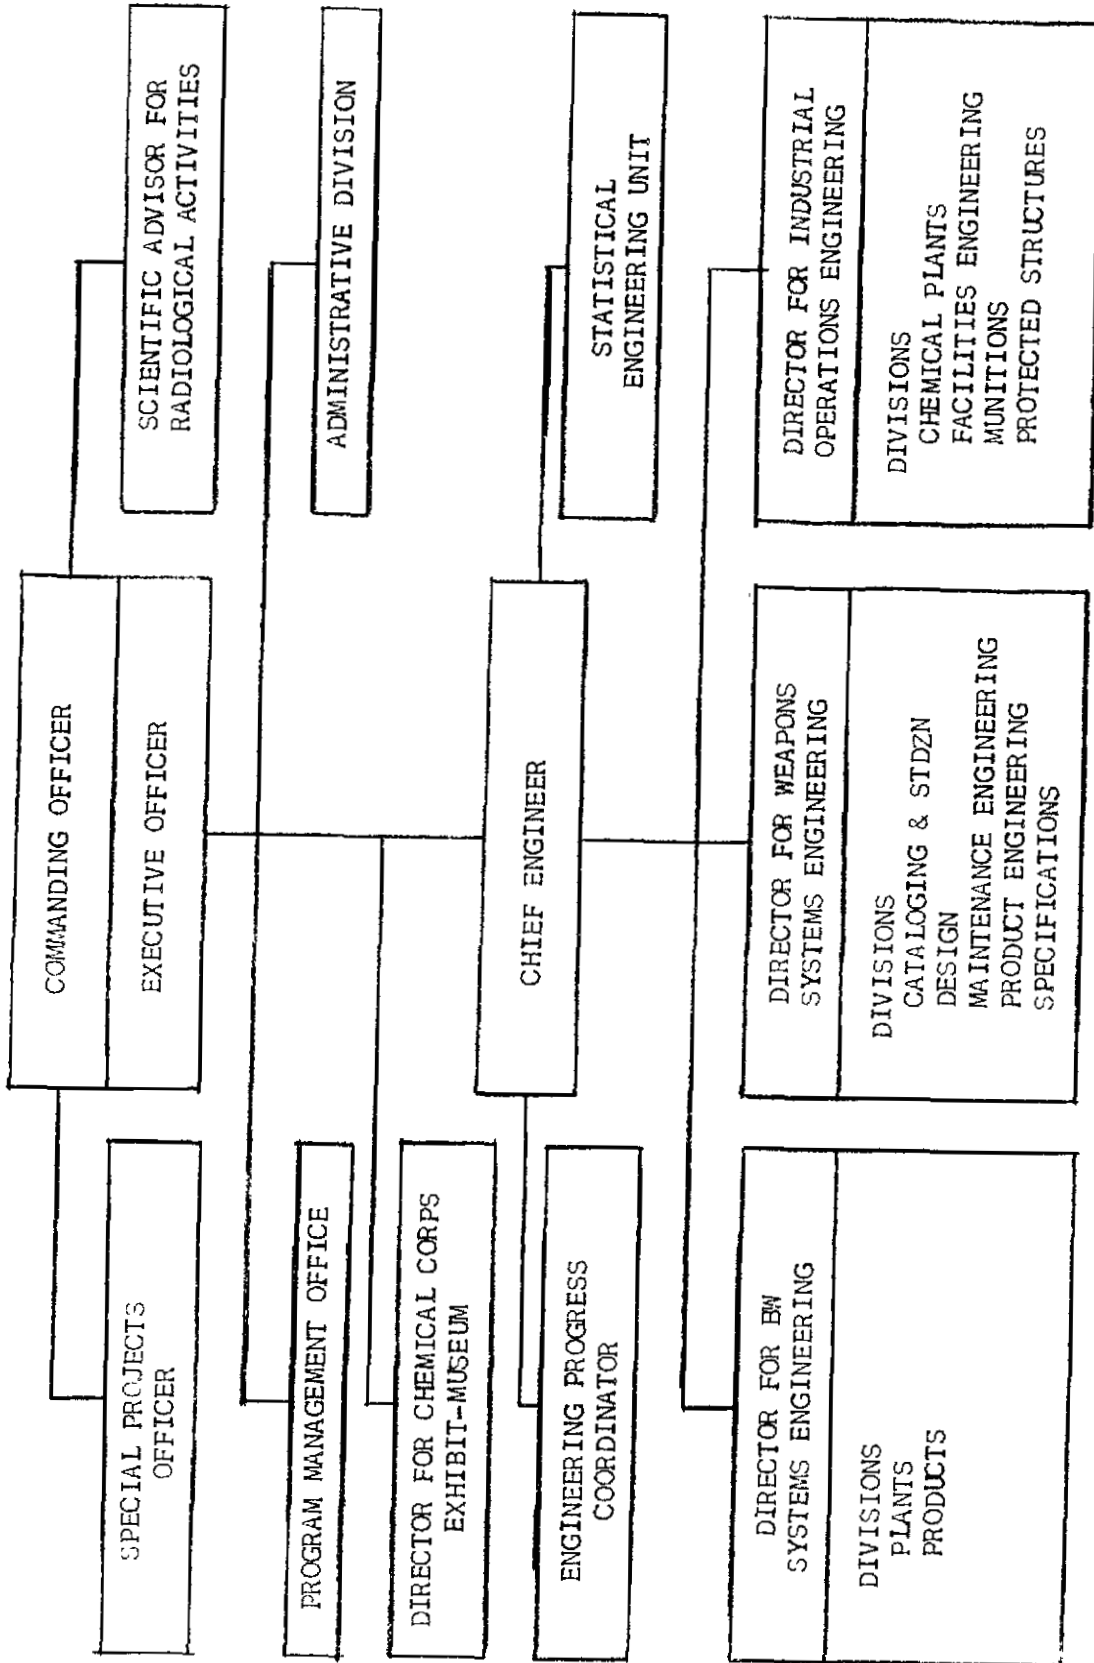 COMMANDING OFFICER
EXECUTIVE OFFICER
SPECIAL PROJECTS
OFFICER
SCIENTIFIC ADVISOR FOR
RADIOLOGICAL ACTIVITIES
PROGRAM MANAGEMENT OFFICE
ADMINISTRATIVE DIVISION
DIRECTOR FOR CHEMICAL CORPS
EXHIBIT-MUSEUM
CHIEF ENGINEER
ENGINEERING PROGRESS
COORDINATOR
STATISTICAL
ENGINEERING UNIT
DIRECTOR FOR BW
SYSTEMS ENGINEERING
DIVISIONS
PLANTS
PRODUCTS
DIRECTOR FOR WEAPONS
SYSTEMS ENGINEERING
DIVISIONS
CATALOGING & STDZN
DESIGN
MAINTENANCE ENGINEERING
PRODUCT ENGINEERING
SPECIFICATIONS
DIRECTOR FOR INDUSTRIAL
OPERATIONS ENGINEERING
DIVISIONS
CHEMICAL PLANTS
FACILITIES ENGINEERING
MUNITIONS
PROTECTED STRUCTURES